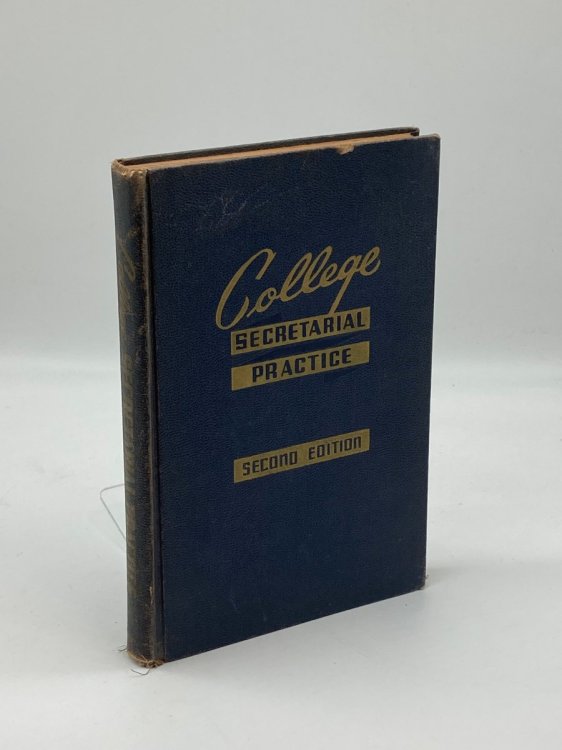 College
SECRETARIAL
PRACTICE
SECOND EDITION